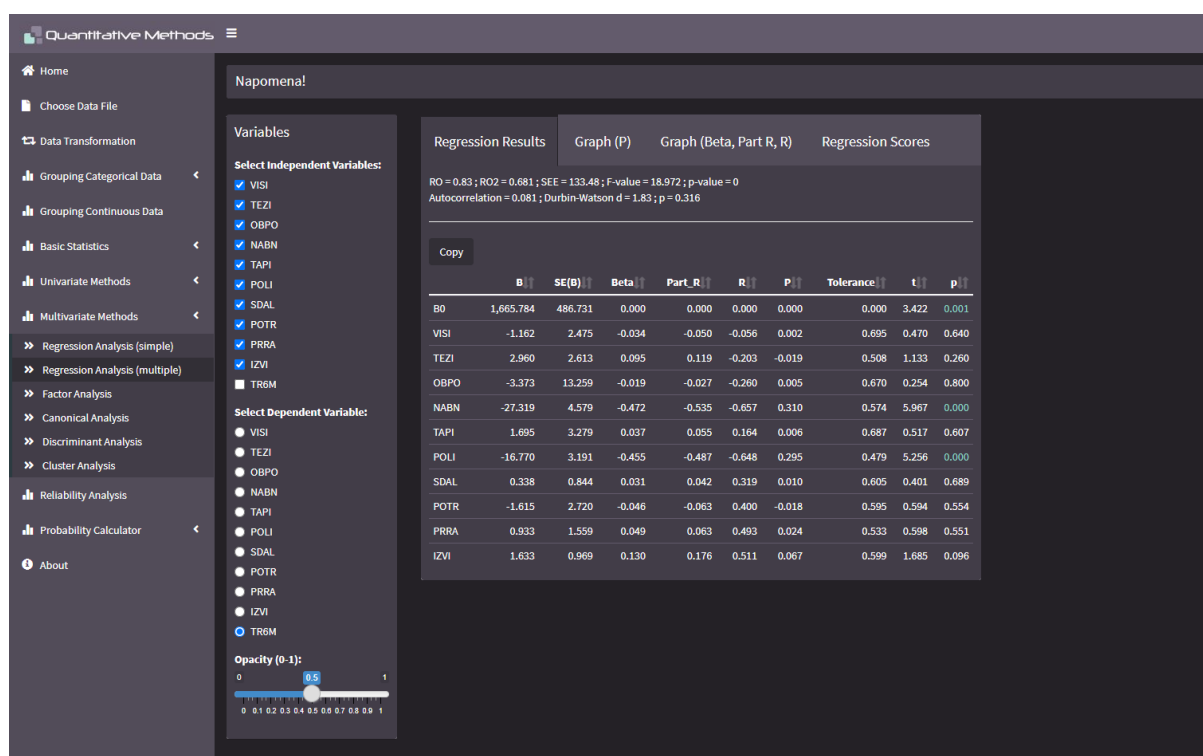 Quantitative Methods
Home
Choose Data File
Data Transformation
Grouping Categorical Data
Grouping Continuous Data
Basic Statistics
Univariate Methods
Multivariate Methods
Regression Analysis (simple)
Regression Analysis (multiple)
Factor Analysis
Canonical Analysis
Discriminant Analysis
Cluster Analysis
Reliability Analysis
Probability Calculator
About
Napomena!
Variables
Select Independent Variables:
VISI
TEZI
OBPO
NABN
TAPI
POLI
SDAL
POTR
PRRA
IZVI
TR6M
Select Dependent Variable:
VISI
TEZI
OBPO
NABN
TAPI
POLI
SDAL
POTR
PRRA
IZVI
TR6M
Opacity (0-1):
0 0.5 1
0 0.1 0.2 0.3 0.4 0.5 0.6 0.7 0.8 0.9 1
Regression Results Graph (P) Graph (Beta, Part R, R) Regression Scores
RO = 0.83 ; RO2 = 0.681 ; SEE = 133.48 ; F-value = 18.972 ; p-value = 0
Autocorrelation = 0.081 ; Durbin-Watson d = 1.83 ; p = 0.316
Copy
B SE(B) Beta Part_R R P Tolerance t p
B0 1,665.784 486.731 0.000 0.000 0.000 0.000 0.000 3.422 0.001
VISI -1.162 2.475 -0.034 -0.050 -0.056 0.002 0.695 0.470 0.640
TEZI 2.960 2.613 0.095 0.119 -0.203 -0.019 0.508 1.133 0.260
OBPO -3.373 13.259 -0.019 -0.027 -0.260 0.005 0.670 0.254 0.800
NABN -27.319 4.579 -0.472 -0.535 -0.657 0.310 0.574 5.967 0.000
TAPI 1.695 3.279 0.037 0.055 0.164 0.006 0.687 0.517 0.607
POLI -16.770 3.191 -0.455 -0.487 -0.648 0.295 0.479 5.256 0.000
SDAL 0.338 0.844 0.031 0.042 0.319 0.010 0.605 0.401 0.689
POTR -1.615 2.720 -0.046 -0.063 0.400 -0.018 0.595 0.594 0.554
PRRA 0.933 1.559 0.049 0.063 0.493 0.024 0.533 0.598 0.551
IZVI 1.633 0.969 0.130 0.176 0.511 0.067 0.599 1.685 0.096